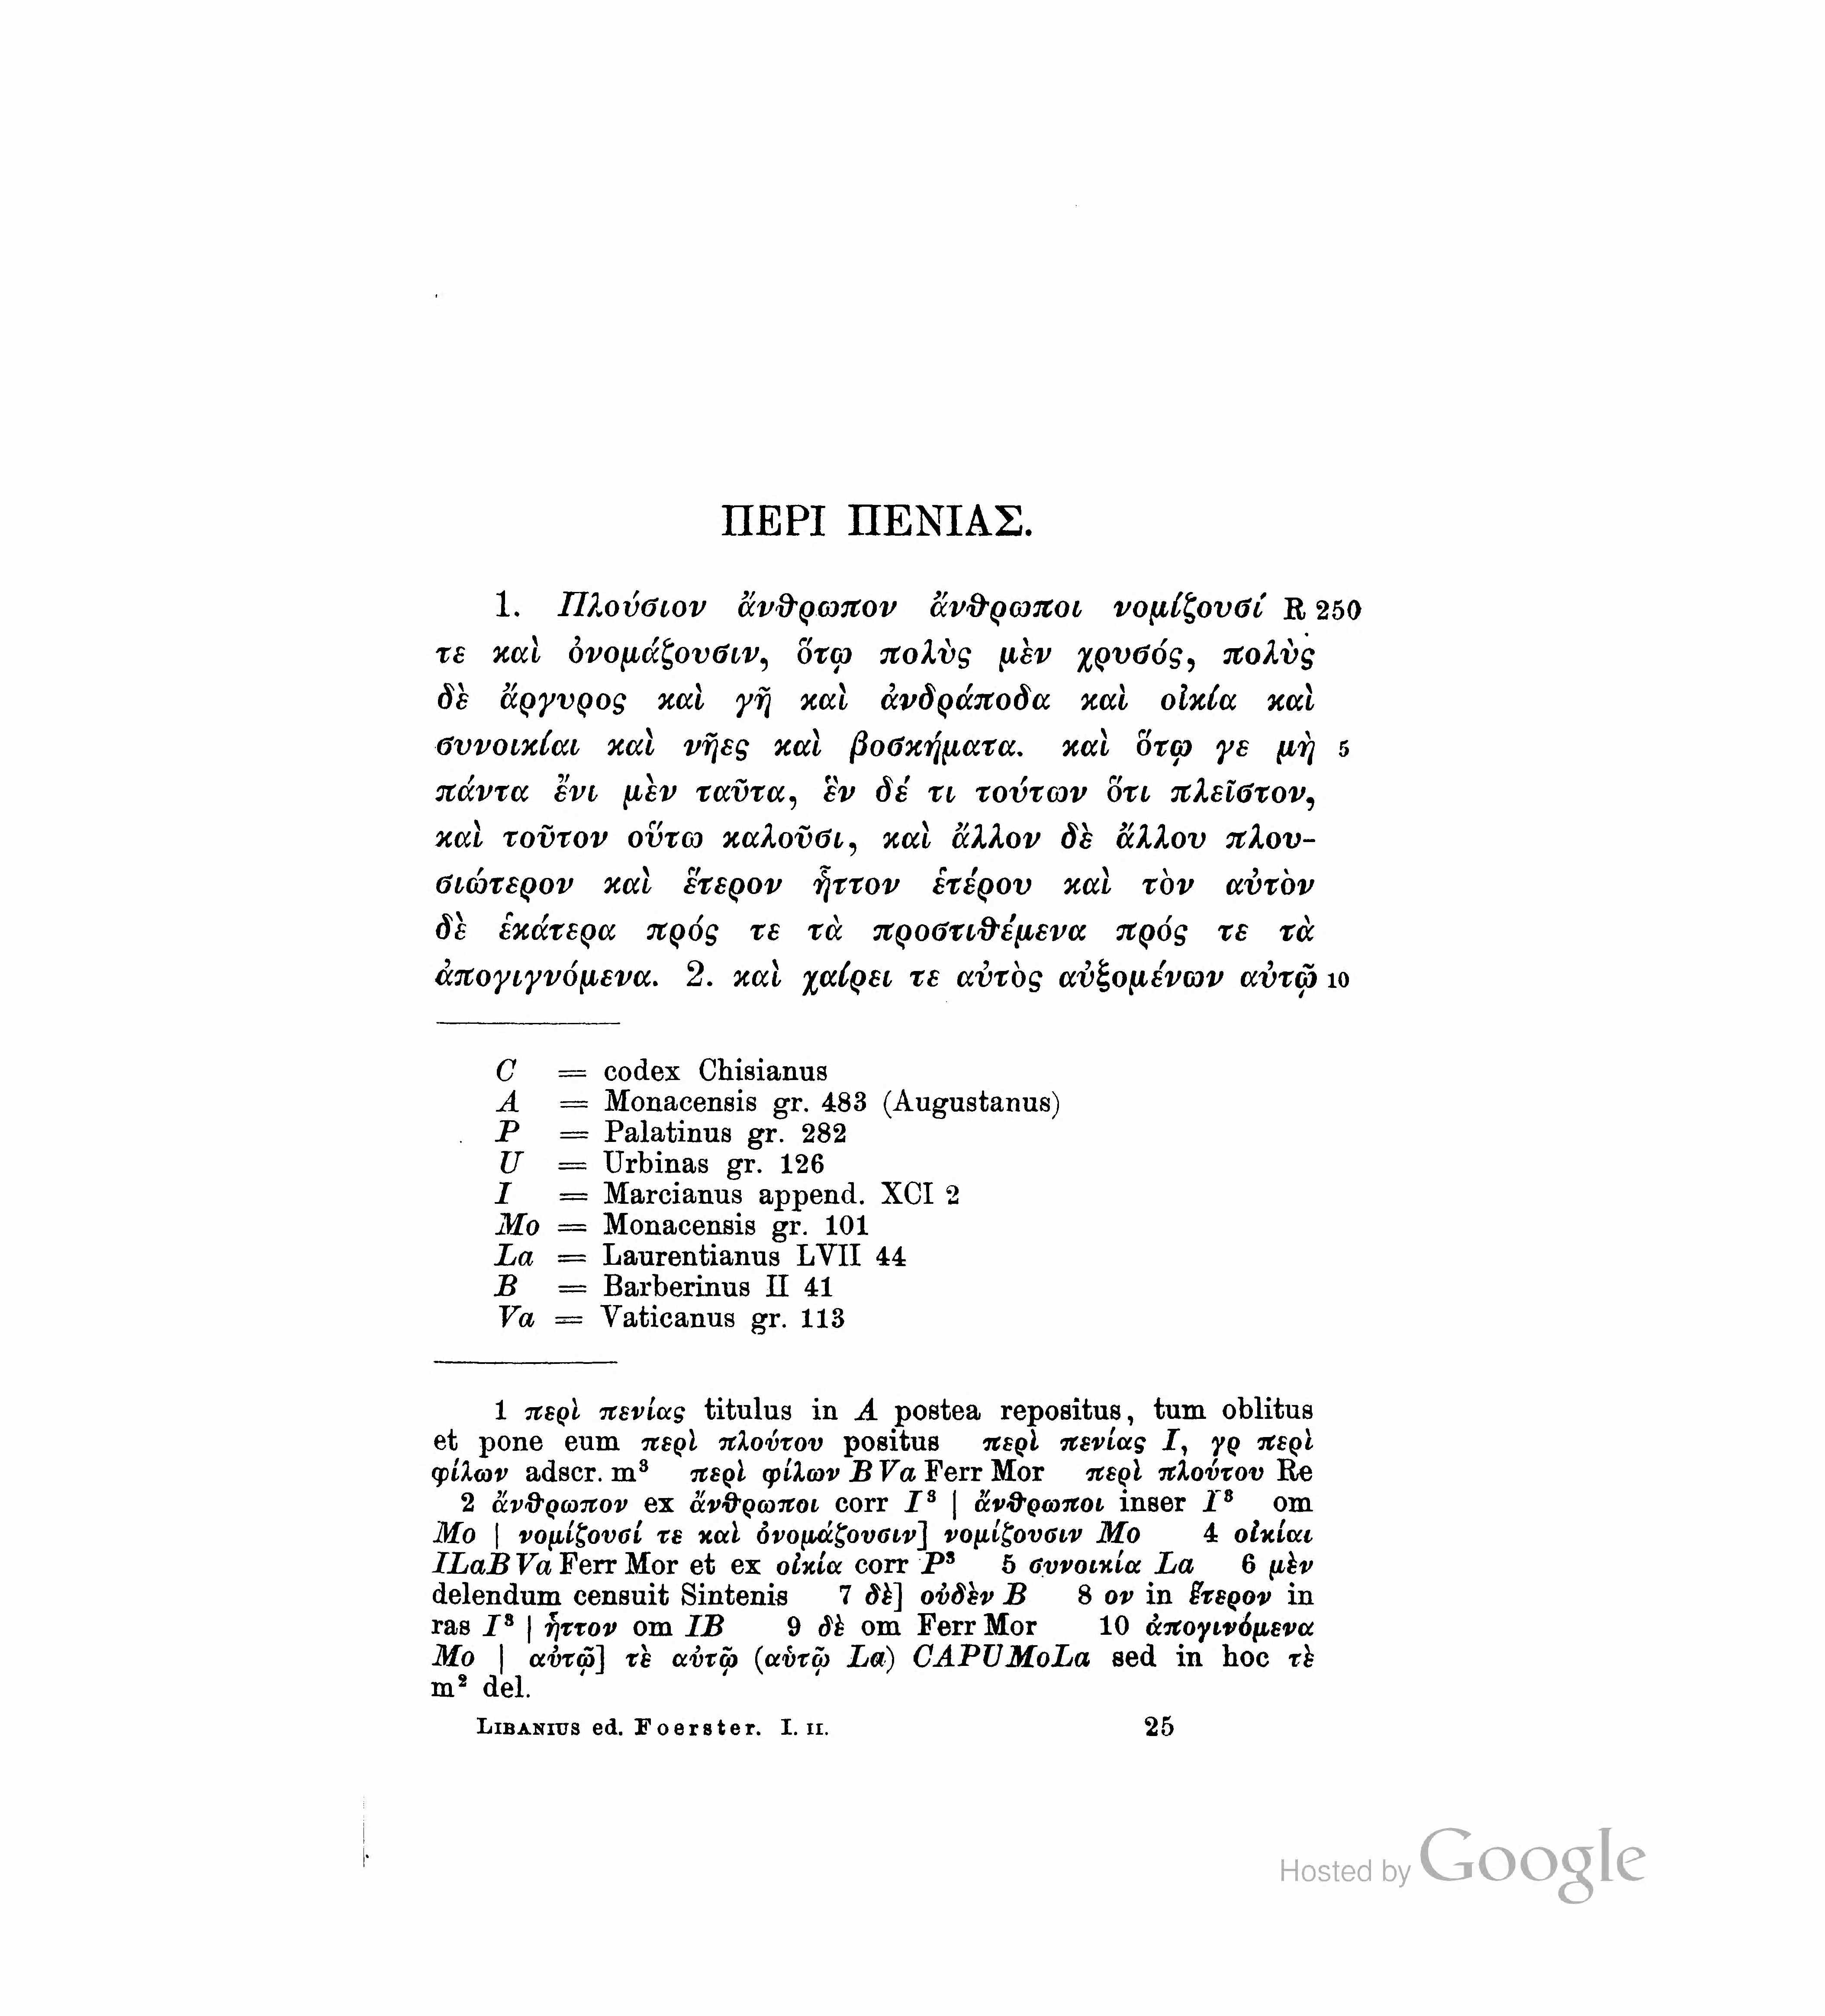 ΠΕΡΙ ΠΕΝΙΑΣ.
1. Πλούσιον ἄνθρωπον ἄνθρωποι νομίζουσί R 250
τε καὶ ὀνομάζουσιν, ὅτῳ πολὺς μὲν χρυσός, πολὺς
δὲ ἄργυρος καὶ γῆ καὶ ἀνδράποδα καὶ οἰκία καὶ
συνοικίαι καὶ νῆες καὶ βοσκήματα. καὶ ὅτῳ γε μὴ 5
πάντα ἔνι μὲν ταῦτα, ἓν δέ τι τούτων ὅτι πλεῖστον,
καὶ τοῦτον οὕτω καλοῦσι, καὶ ἄλλον δὲ ἄλλου πλου-
σιώτερον καὶ ἕτερον ἧττον ἑτέρου καὶ τὸν αὐτὸν
δὲ ἑκάτερα πρός τε τὰ προστιθέμενα πρός τε τὰ
ἀπογιγνόμενα. 2. καὶ χαίρει τε αὐτὸς αὐξομένων αὐτῷ 10
C = codex Chisianus
A = Monacensis gr. 483 (Augustanus)
P = Palatinus gr. 282
U = Urbinas gr. 126
I = Marcianus append. XCI 2
Mo = Monacensis gr. 101
La = Laurentianus LVII 44
B = Barberinus II 41
Va = Vaticanus gr. 113
1 περὶ πενίας titulus in A postea repositus, tum oblitus
et pone eum περὶ πλούτου positus περὶ πενίας I, γρ περὶ
φίλων adscr. m³ περὶ φίλων B Va Ferr Mor περὶ πλούτου Re
2 ἄνθρωπον ex ἄνθρωποι corr I³ | ἄνθρωποι inser I³ om
Mo | νομίζουσί τε καὶ ὀνομάζουσιν] νομίζουσιν Mo 4 οἰκίαι
ILaB Va Ferr Mor et ex οἰκία corr P³ 5 συνοικία La 6 μὲν
delendum censuit Sintenis 7 δὲ] οὐδὲν B 8 ον in ἕτερον in
ras I³ | ἧττον om IB 9 δὲ om Ferr Mor 10 ἀπογινόμενα
Mo | αὐτῷ] τὲ αὐτῷ (αὑτῷ La) CAPUMoLa sed in hoc τὲ
m² del.
LIBANIUS ed. Foerster. I. II. 25
Hosted by Google